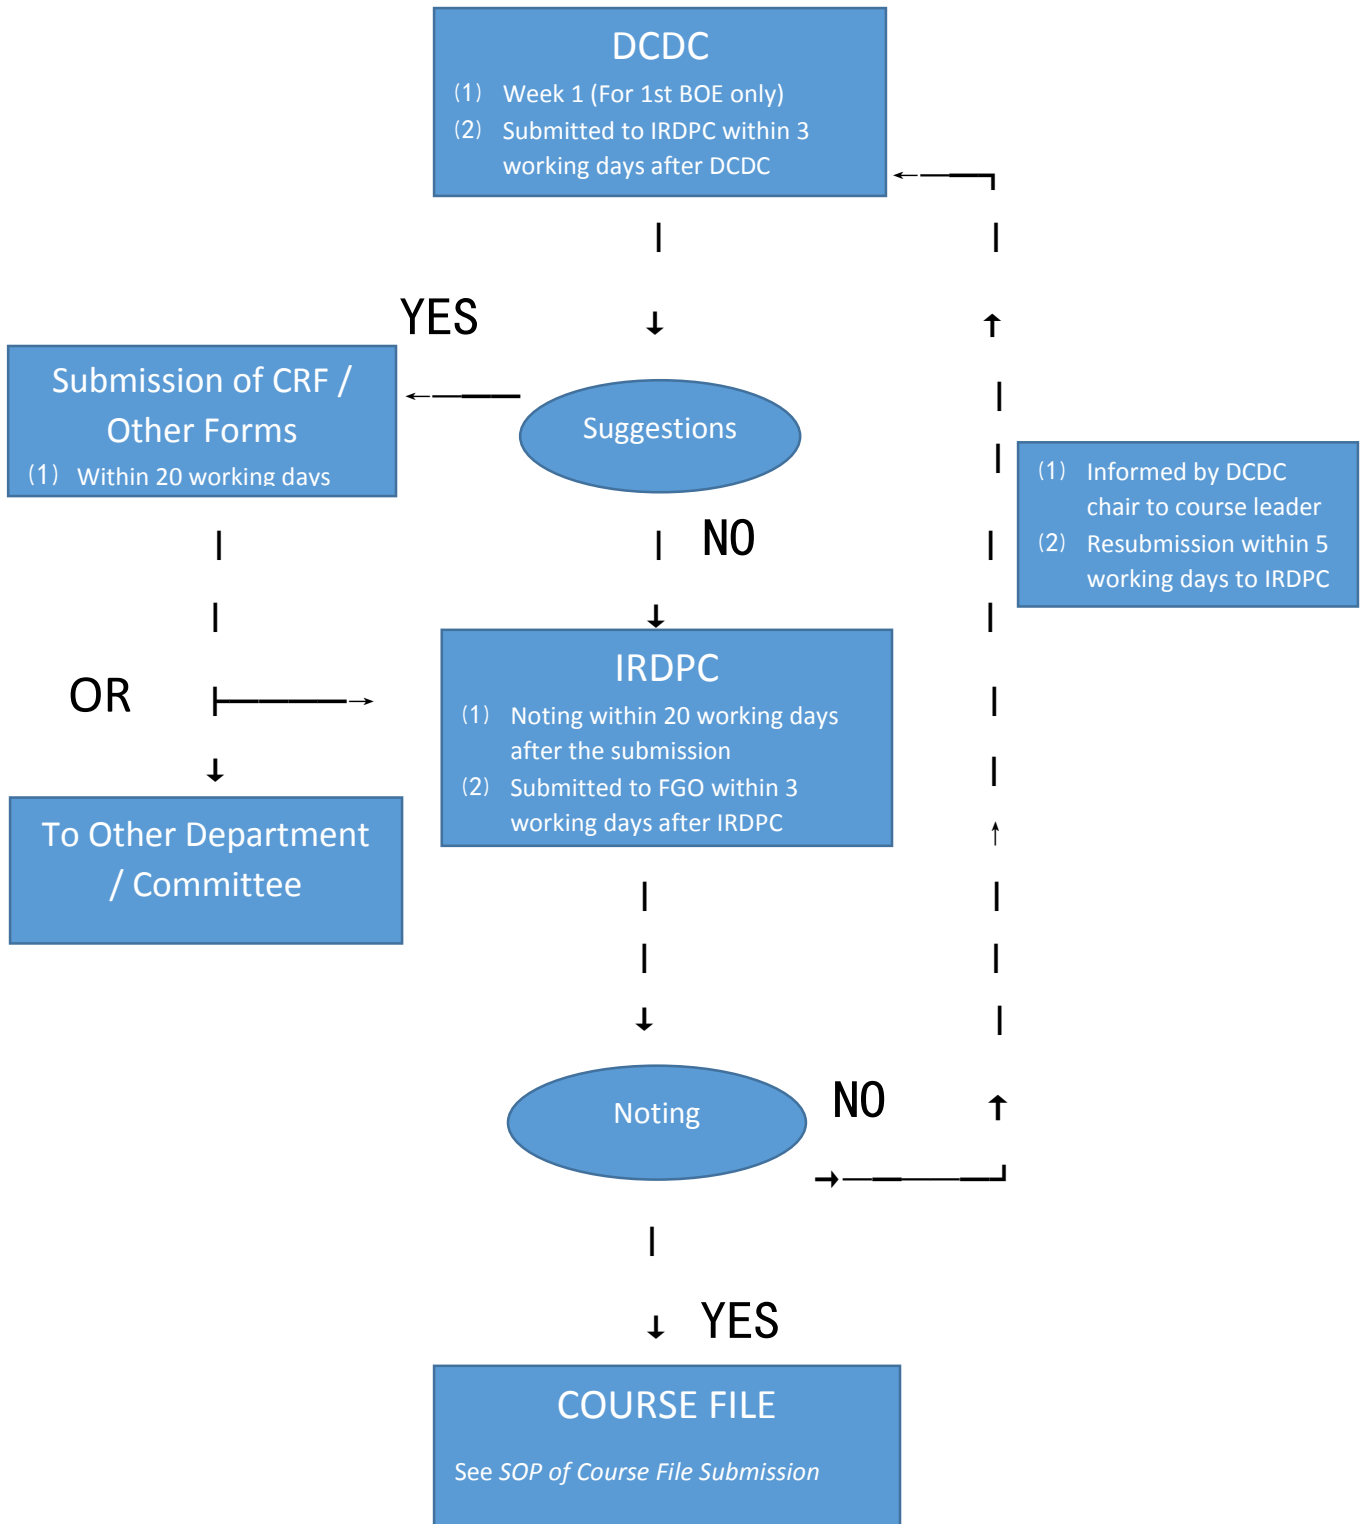 DCDC
(1) Week 1 (For 1st BOE only)
(2) Submitted to IRDPC within 3
working days after DCDC
YES
Submission of CRF /
Other Forms
(1) Within 20 working days
Suggestions
(1) Informed by DCDC
chair to course leader
(2) Resubmission within 5
working days to IRDPC
NO
IRDPC
(1) Noting within 20 working days
after the submission
(2) Submitted to FGO within 3
working days after IRDPC
OR
To Other Department
/ Committee
Noting
NO
YES
COURSE FILE
See SOP of Course File Submission